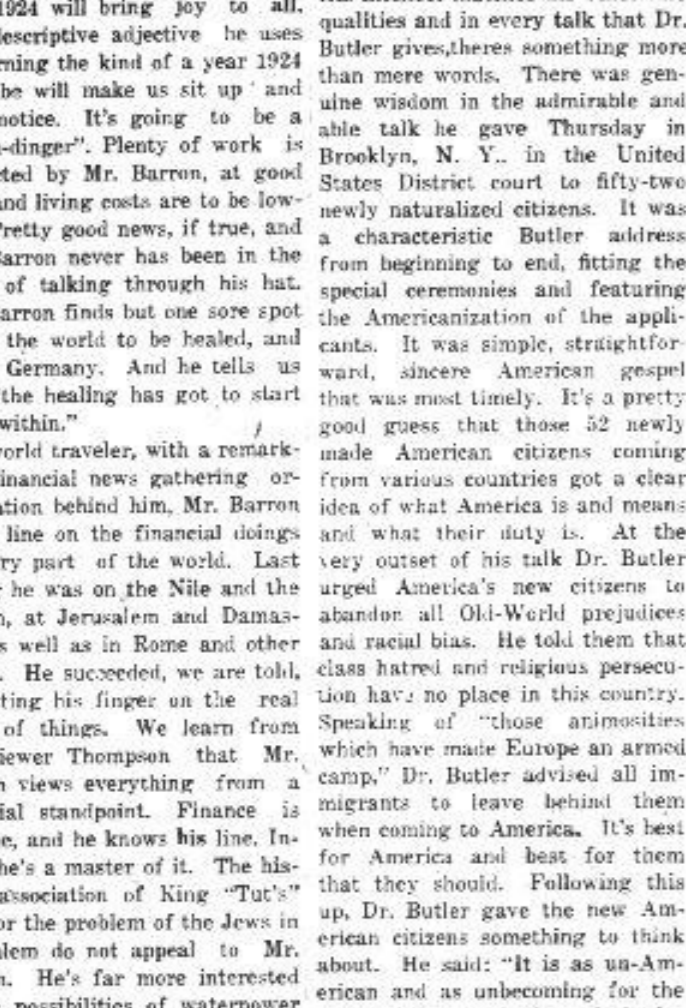 1924 will bring joy to all.
descriptive adjective he uses
rning the kind of a year 1924
be will make us sit up and
notice. It's going to be a
-dinger". Plenty of work is
cted by Mr. Barron, at good
and living costs are to be low-
Pretty good news, if true, and
Barron never has been in the
of talking through his hat.
arron finds but one sore spot
the world to be healed, and
Germany. And he tells us
the healing has got to start
within."
world traveler, with a remark-
financial news gathering or-
ation behind him, Mr. Barron
line on the financial doings
ry part of the world. Last
he was on the Nile and the
, at Jerusalem and Damas-
s well as in Rome and other
. He succeeded, we are told,
ting his finger on the real
of things. We learn from
iewer Thompson that Mr.
n views everything from a
ial standpoint. Finance is
e, and he knows his line. In-
he's a master of it. The his-
association of King "Tut's"
or the problem of the Jews in
alem do not appeal to Mr.
n. He's far more interested
possibilities of waterpower
qualities and in every talk that Dr.
Butler gives,theres something more
than mere words. There was gen-
uine wisdom in the admirable and
able talk he gave Thursday in
Brooklyn, N. Y.. in the United
States District court to fifty-two
newly naturalized citizens. It was
a characteristic Butler address
from beginning to end, fitting the
special ceremonies and featuring
the Americanization of the appli-
cants. It was simple, straightfor-
ward, sincere American gospel
that was most timely. It's a pretty
good guess that those 52 newly
made American citizens coming
from various countries got a clear
idea of what America is and means
and what their duty is. At the
very outset of his talk Dr. Butler
urged America's new citizens to
abandon all Old-World prejudices
and racial bias. He told them that
class hatred and religious persecu-
tion have no place in this country.
Speaking of "those animosities
which have made Europe an armed
camp," Dr. Butler advised all im-
migrants to leave behind them
when coming to America. It's best
for America and best for them
that they should. Following this
up, Dr. Butler gave the new Am-
erican citizens something to think
about. He said: "It is as un-Am-
erican and as unbecoming for the